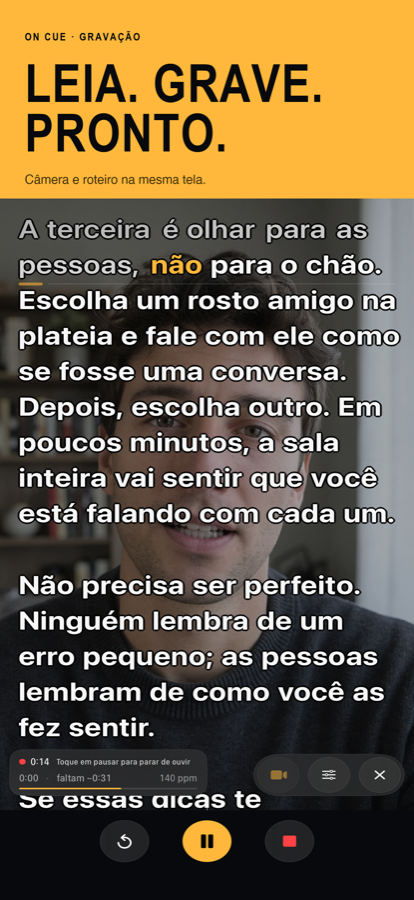 ON CUE · GRAVAÇÃO
LEIA. GRAVE.
PRONTO.
Câmera e roteiro na mesma tela.
A terceira é olhar para as
pessoas, não para o chão.
Escolha um rosto amigo na
plateia e fale com ele como
se fosse uma conversa.
Depois, escolha outro. Em
poucos minutos, a sala
inteira vai sentir que você
está falando com cada um.
Não precisa ser perfeito.
Ninguém lembra de um
erro pequeno; as pessoas
lembram de como você as
fez sentir.
0:14 Toque em pausar para parar de ouvir
0:00 · faltam ~0:31 140 ppm
Se essas dicas te